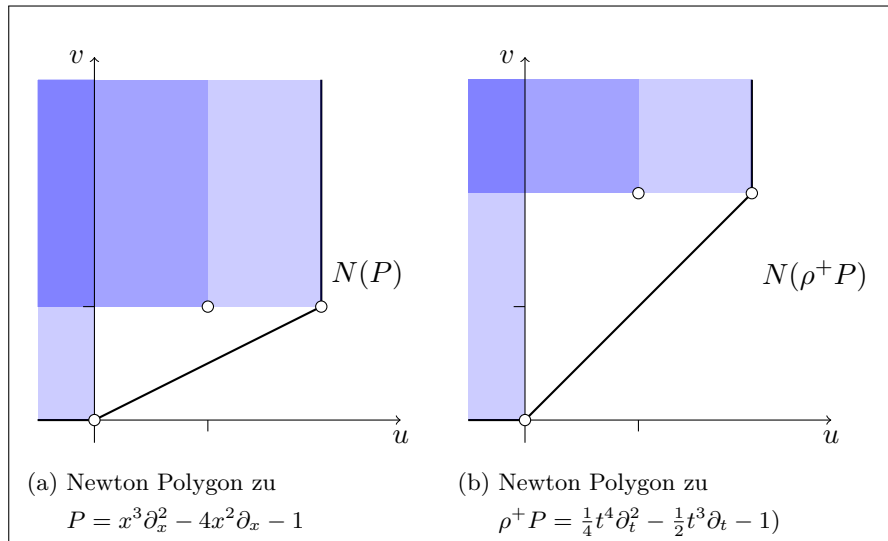 v
N(P)
u
(a) Newton Polygon zu
P = x³∂ₓ² − 4x²∂ₓ − 1
v
N(ρ⁺P)
u
(b) Newton Polygon zu
ρ⁺P = ¼t⁴∂ₜ² − ½t³∂ₜ − 1)